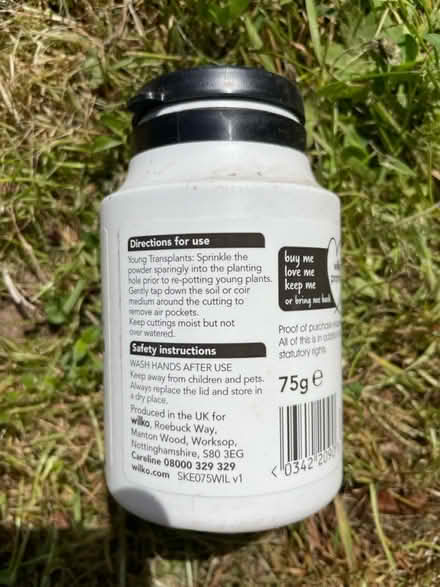 Directions for use
Young Transplants: Sprinkle the
powder sparingly into the planting
hole prior to re-potting young plants.
Gently tap down the soil or coir
medium around the cutting to
remove air pockets.
Keep cuttings moist but not
over watered.
Safety instructions
WASH HANDS AFTER USE
Keep away from children and pets.
Always replace the lid and store in
a dry place.
Produced in the UK for
wilko, Roebuck Way,
Manton Wood, Worksop,
Nottinghamshire, S80 3EG
Careline 08000 329 329
wilko.com SKE075WIL v1
buy me
love me
keep me
or bring me back
Proof of purchase
All of this is in
statutory rights.
75g e
< 0342 209